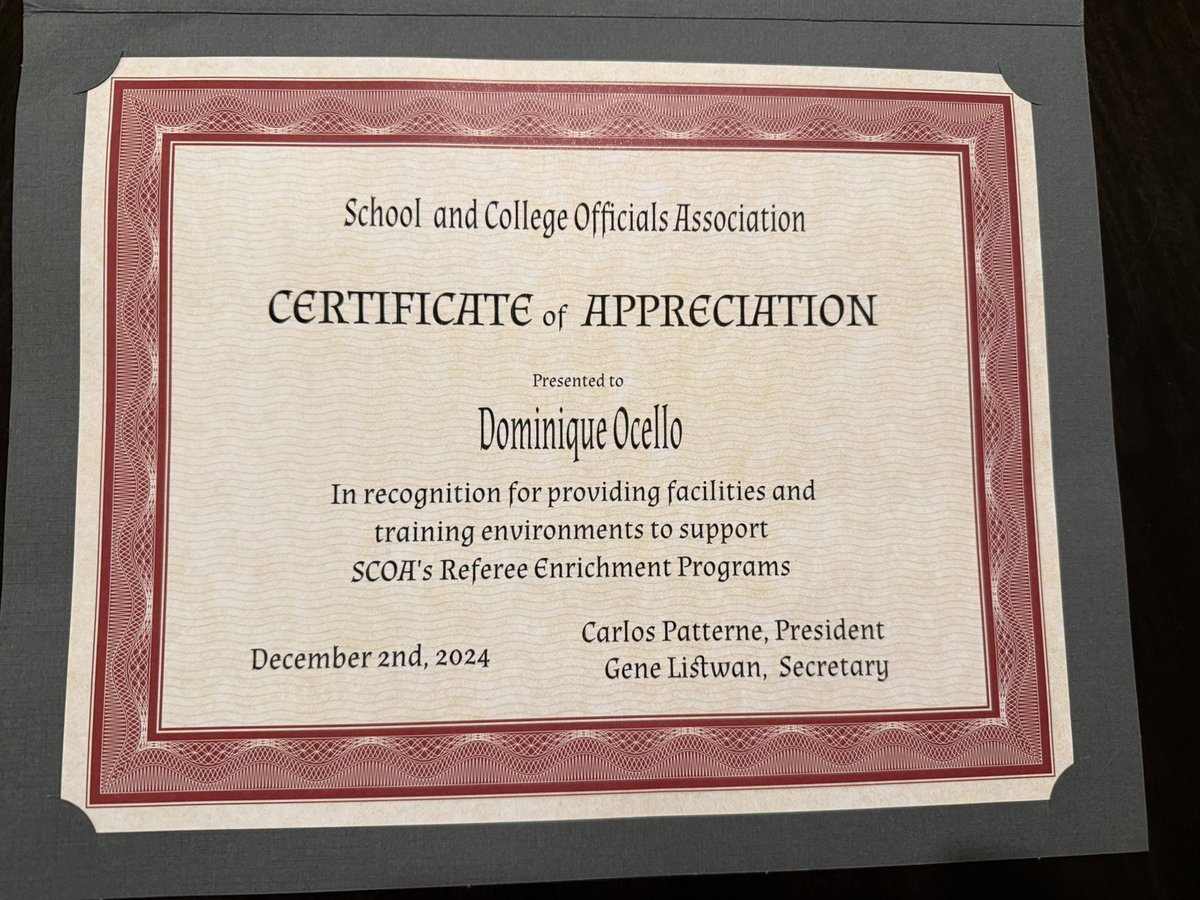 School and College Officials Association
CERTIFICATE of APPRECIATION
Presented to
Dominique Ocello
In recognition for providing facilities and
training environments to support
SCOA's Referee Enrichment Programs
December 2nd, 2024
Carlos Patterne, President
Gene Listwan, Secretary